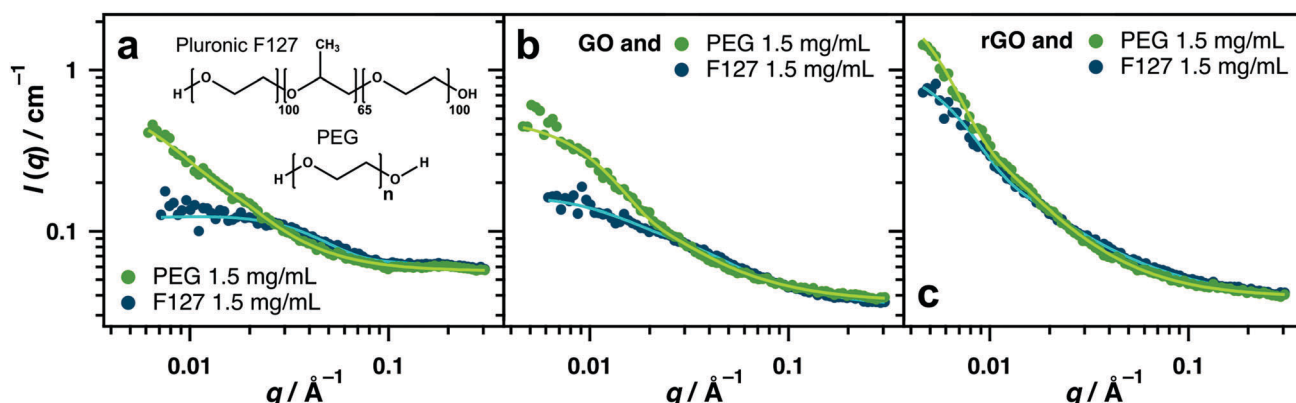 a
Pluronic F127
CH3
H
O
100
O
65
O
OH
100
PEG
H
O
O
H
n
PEG 1.5 mg/mL
F127 1.5 mg/mL
b
GO and
PEG 1.5 mg/mL
F127 1.5 mg/mL
rGO and
PEG 1.5 mg/mL
F127 1.5 mg/mL
c
I (q) / cm⁻¹
1
0.1
0.01
0.1
q / Å⁻¹
0.01
0.1
q / Å⁻¹
0.01
0.1
q / Å⁻¹